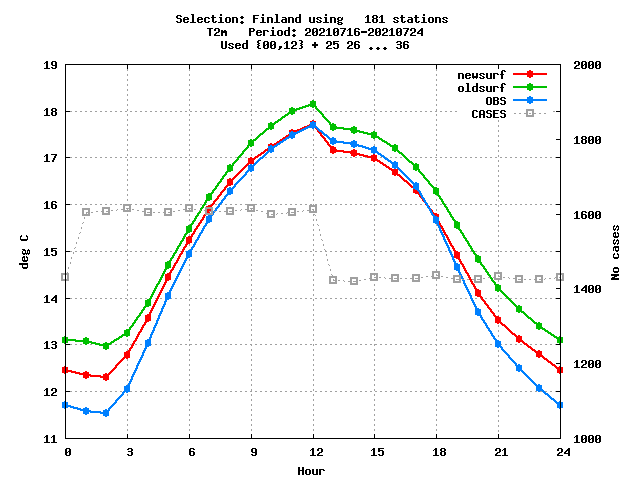 Selection: Finland using   181 stations
T2m   Period: 20210716-20210724
Used {00,12} + 25 26 ... 36
newsurf
oldsurf
OBS
CASES
19
18
17
16
15
14
13
12
11
deg C
2000
1800
1600
1400
1200
1000
No cases
0 3 6 9 12 15 18 21 24
Hour